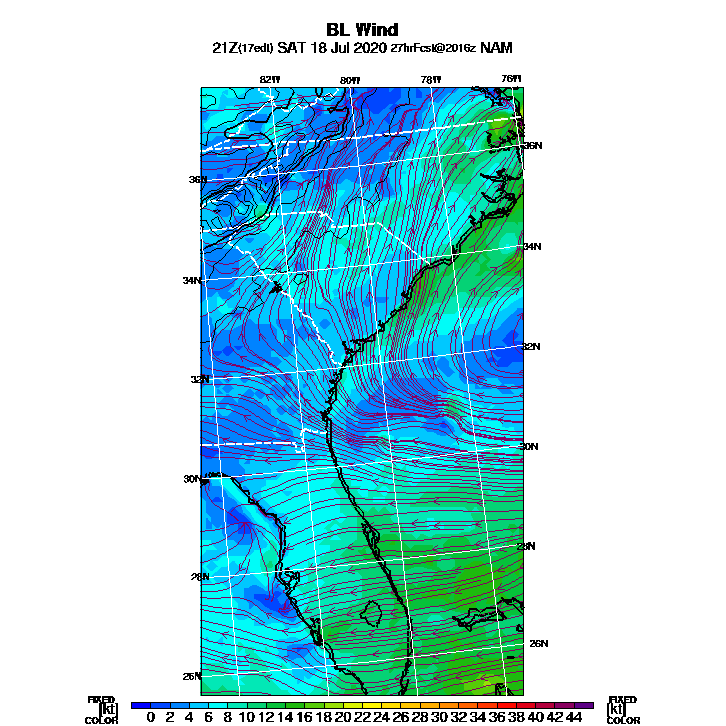 BL Wind
21Z(17edt) SAT 18 Jul 2020 27hrFcst@2016z NAM
82W 80W 78W 76W
36N
36N
34N
34N
32N
32N
30N
30N
28N
28N
26N
26N
FIXED FIXED
[kt] 0 2 4 6 8 10 12 14 16 18 20 22 24 26 28 30 32 34 36 38 40 42 44 [kt]
COLOR COLOR